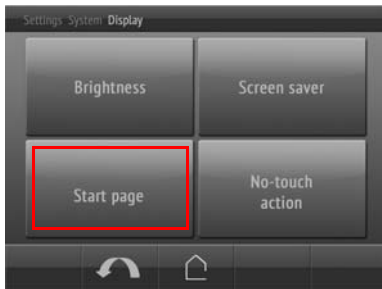 Settings System Display
Brightness
Screen saver
Start page
No-touch
action